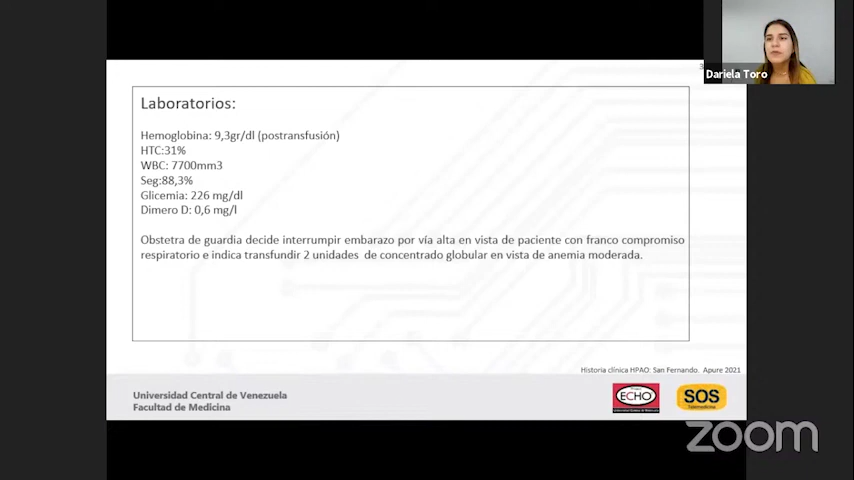 Dariela Toro
Laboratorios:
Hemoglobina: 9,3gr/dl (postransfusión)
HTC:31%
WBC: 7700mm3
Seg:88,3%
Glicemia: 226 mg/dl
Dimero D: 0,6 mg/l
Obstetra de guardia decide interrumpir embarazo por vía alta en vista de paciente con franco compromiso
respiratorio e indica transfundir 2 unidades de concentrado globular en vista de anemia moderada.
Historia clínica HPAO: San Fernando. Apure 2021
Universidad Central de Venezuela
Facultad de Medicina
ECHO
SOS
Telemedicina
zoom